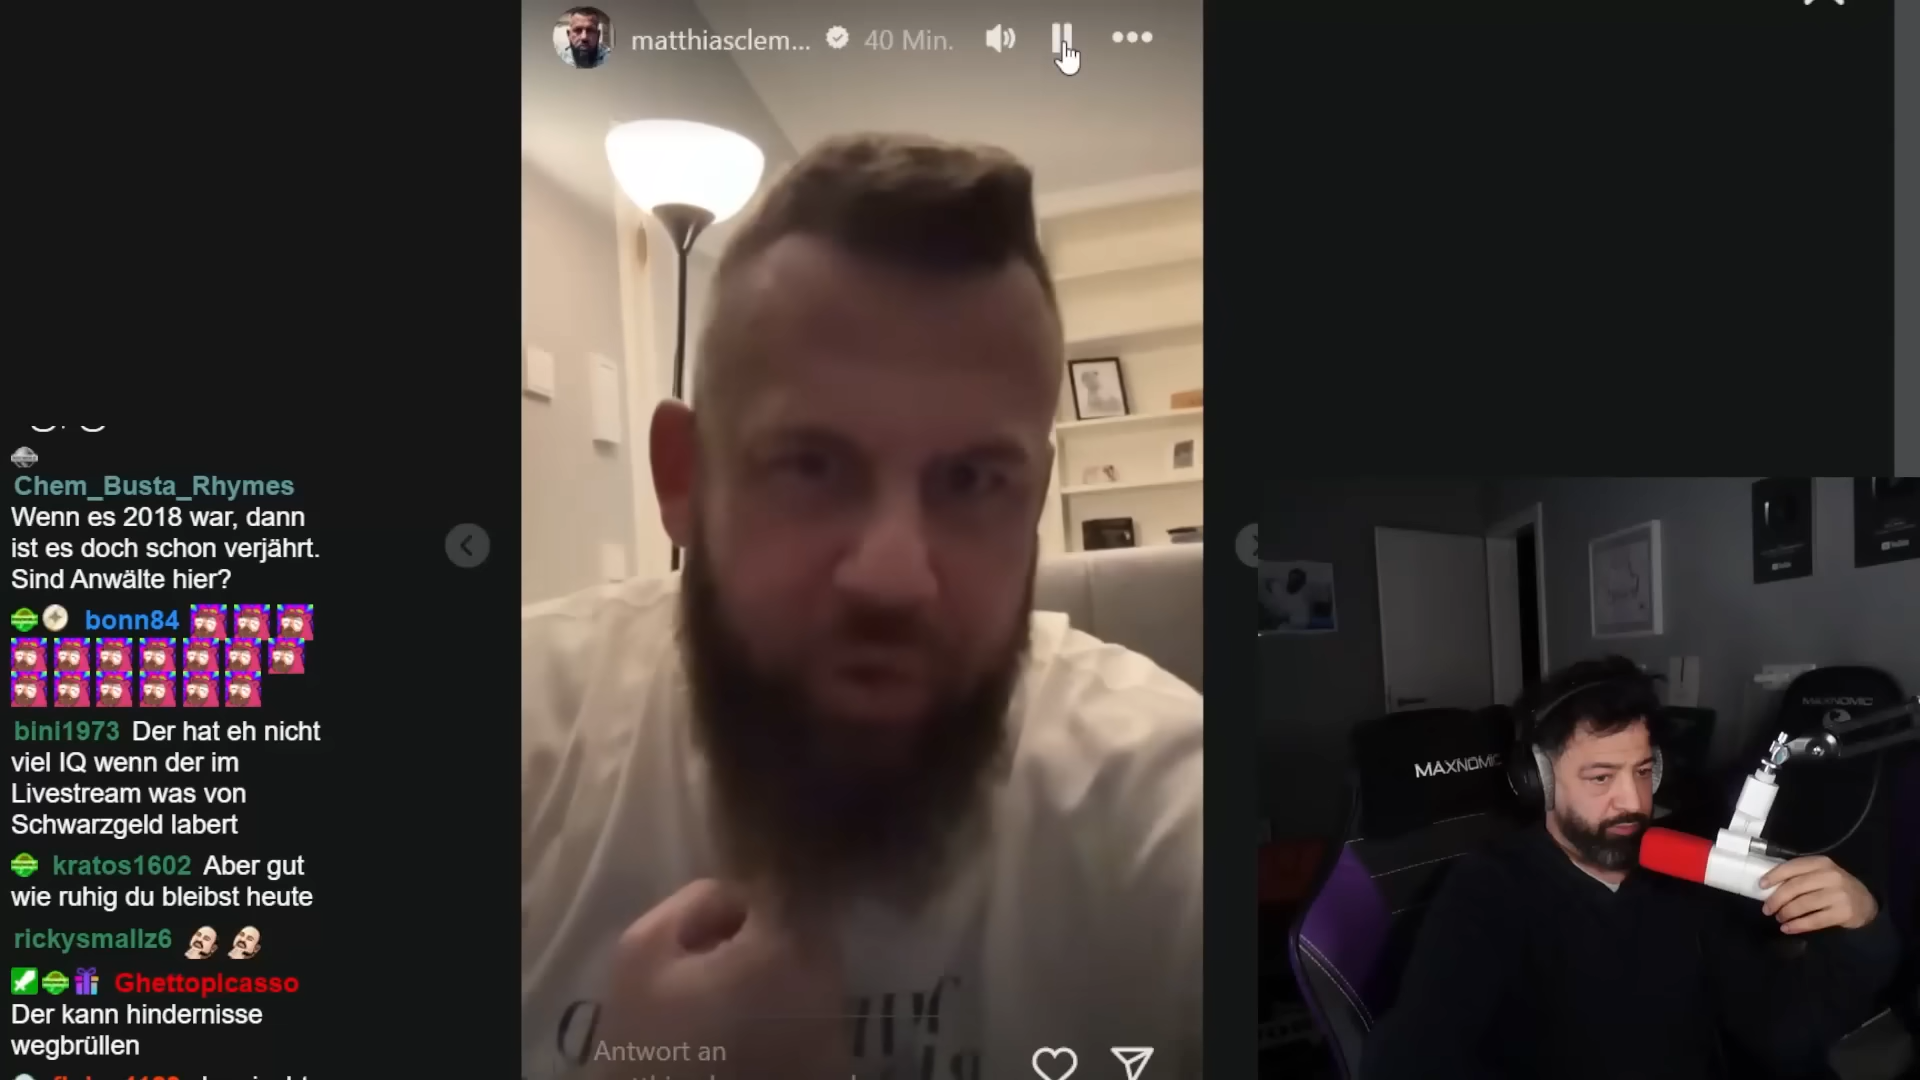 matthiasclem... 40 Min.
Chem_Busta_Rhymes
Wenn es 2018 war, dann
ist es doch schon verjährt.
Sind Anwälte hier?
bonn84
bini1973 Der hat eh nicht
viel IQ wenn der im
Livestream was von
Schwarzgeld labert
kratos1602 Aber gut
wie ruhig du bleibst heute
rickysmallz6
Ghettopicasso
Der kann hindernisse
wegbrüllen
Antwort an
MAXNOMIC
MAXNOMIC